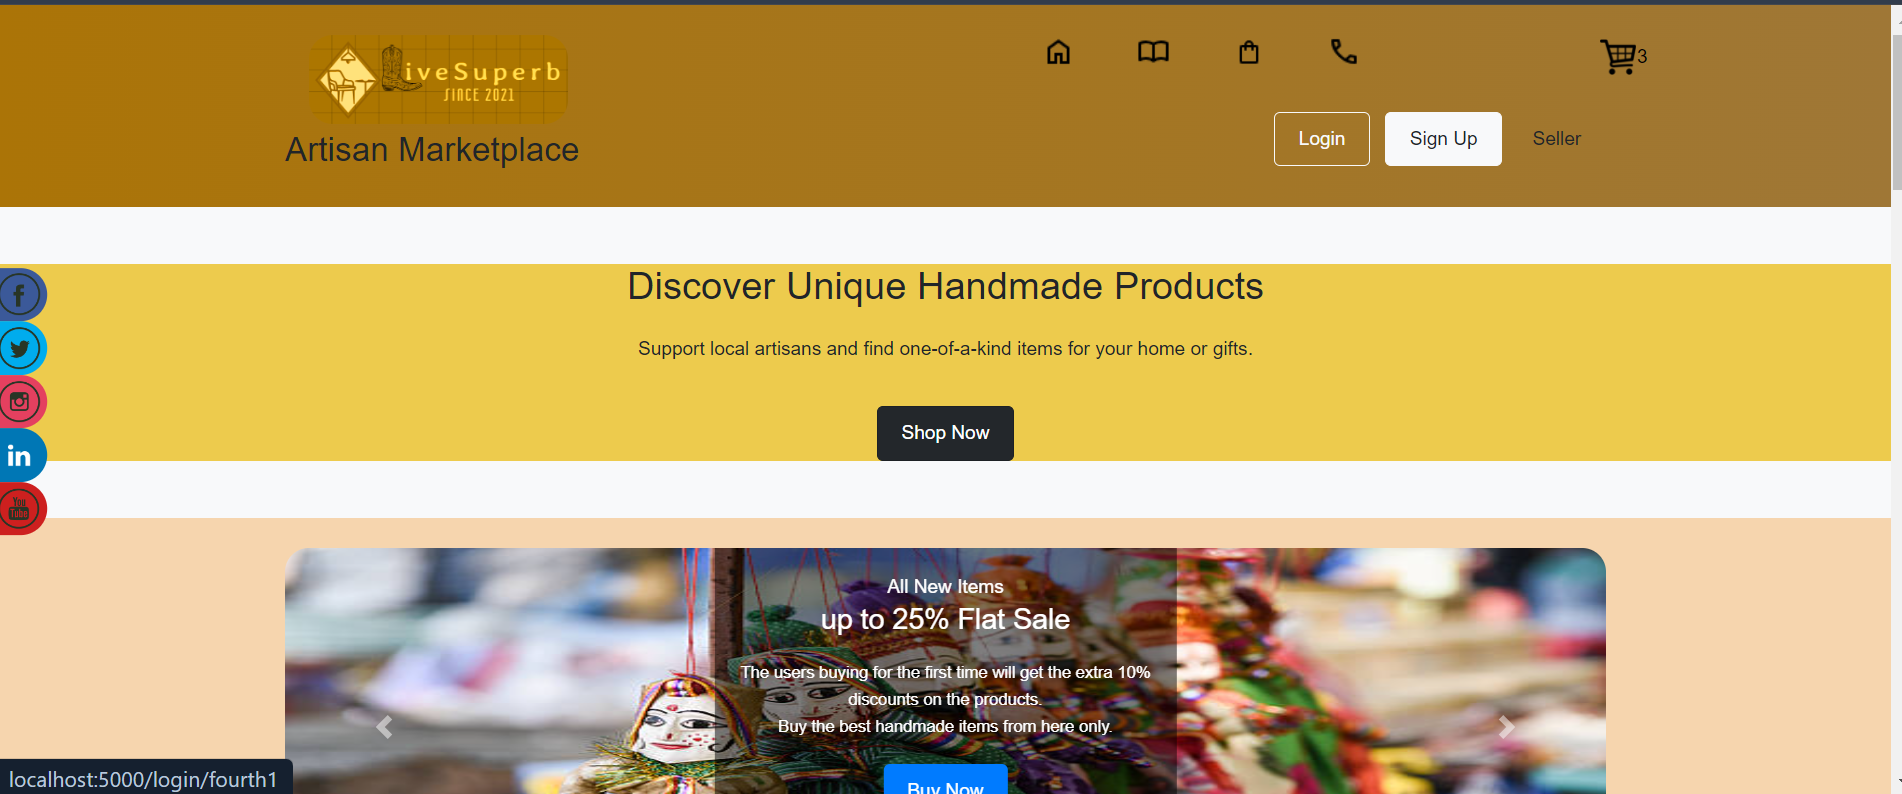 iveSuperb
SINCE 2021
Artisan Marketplace
3
Login
Sign Up
Seller
Discover Unique Handmade Products
Support local artisans and find one-of-a-kind items for your home or gifts.
Shop Now
in
You
Tube
All New Items
up to 25% Flat Sale
The users buying for the first time will get the extra 10%
discounts on the products.
Buy the best handmade items from here only.
Buy Now
localhost:5000/login/fourth1